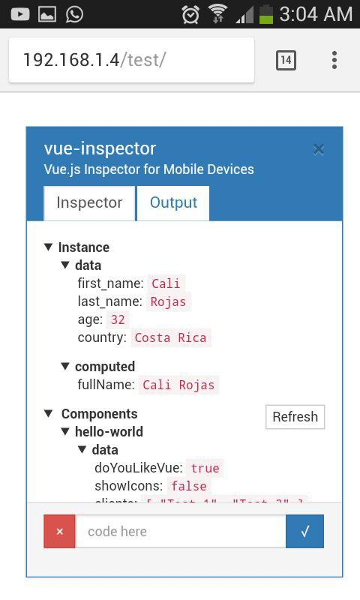 3:04 AM
192.168.1.4/test/
14
vue-inspector
×
Vue.js Inspector for Mobile Devices
Inspector
Output
▼ Instance
▼ data
first_name: Cali
last_name: Rojas
age: 32
country: Costa Rica
▼ computed
fullName: Cali Rojas
▼ Components
Refresh
▼ hello-world
▼ data
doYouLikeVue: true
showIcons: false
× code here √